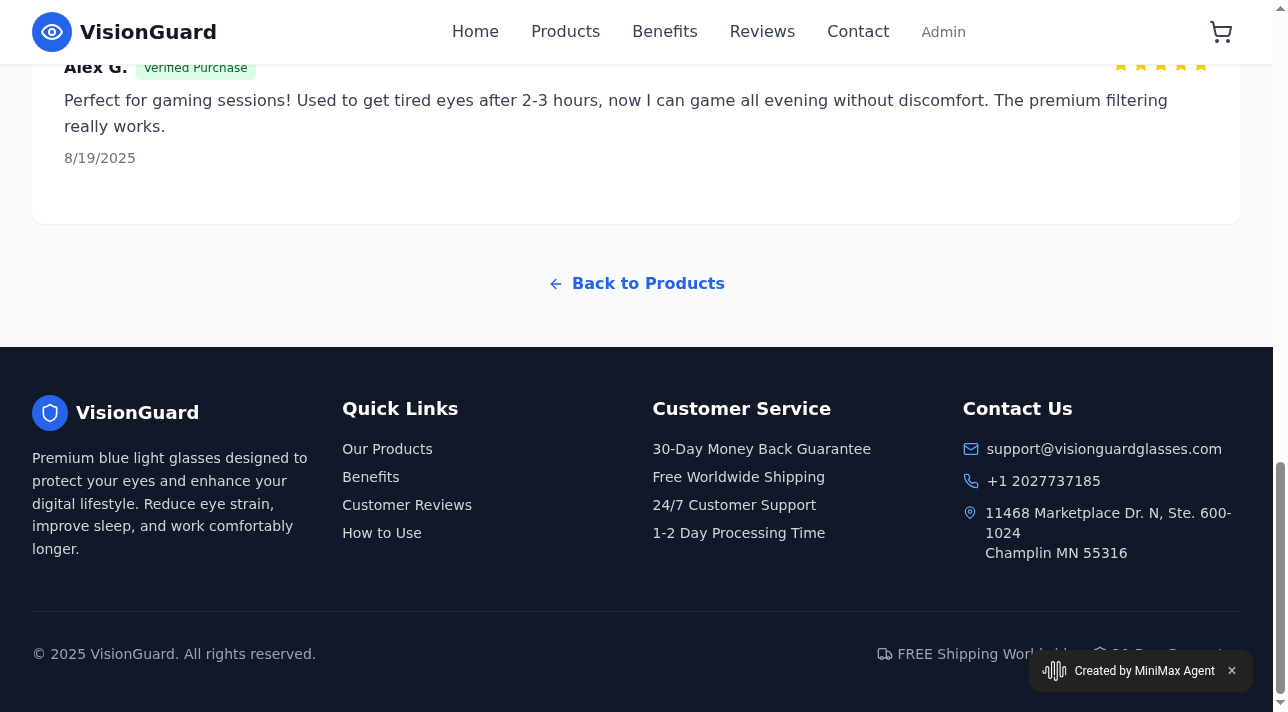 VisionGuard
Home
Products
Benefits
Reviews
Contact
Admin
Alex G.
Verified Purchase
Perfect for gaming sessions! Used to get tired eyes after 2-3 hours, now I can game all evening without discomfort. The premium filtering
really works.
8/19/2025
Back to Products
VisionGuard
Premium blue light glasses designed to
protect your eyes and enhance your
digital lifestyle. Reduce eye strain,
improve sleep, and work comfortably
longer.
Quick Links
Our Products
Benefits
Customer Reviews
How to Use
Customer Service
30-Day Money Back Guarantee
Free Worldwide Shipping
24/7 Customer Support
1-2 Day Processing Time
Contact Us
support@visionguardglasses.com
+1 2027737185
11468 Marketplace Dr. N, Ste. 600-
1024
Champlin MN 55316
© 2025 VisionGuard. All rights reserved.
FREE Shipping
Created by MiniMax Agent